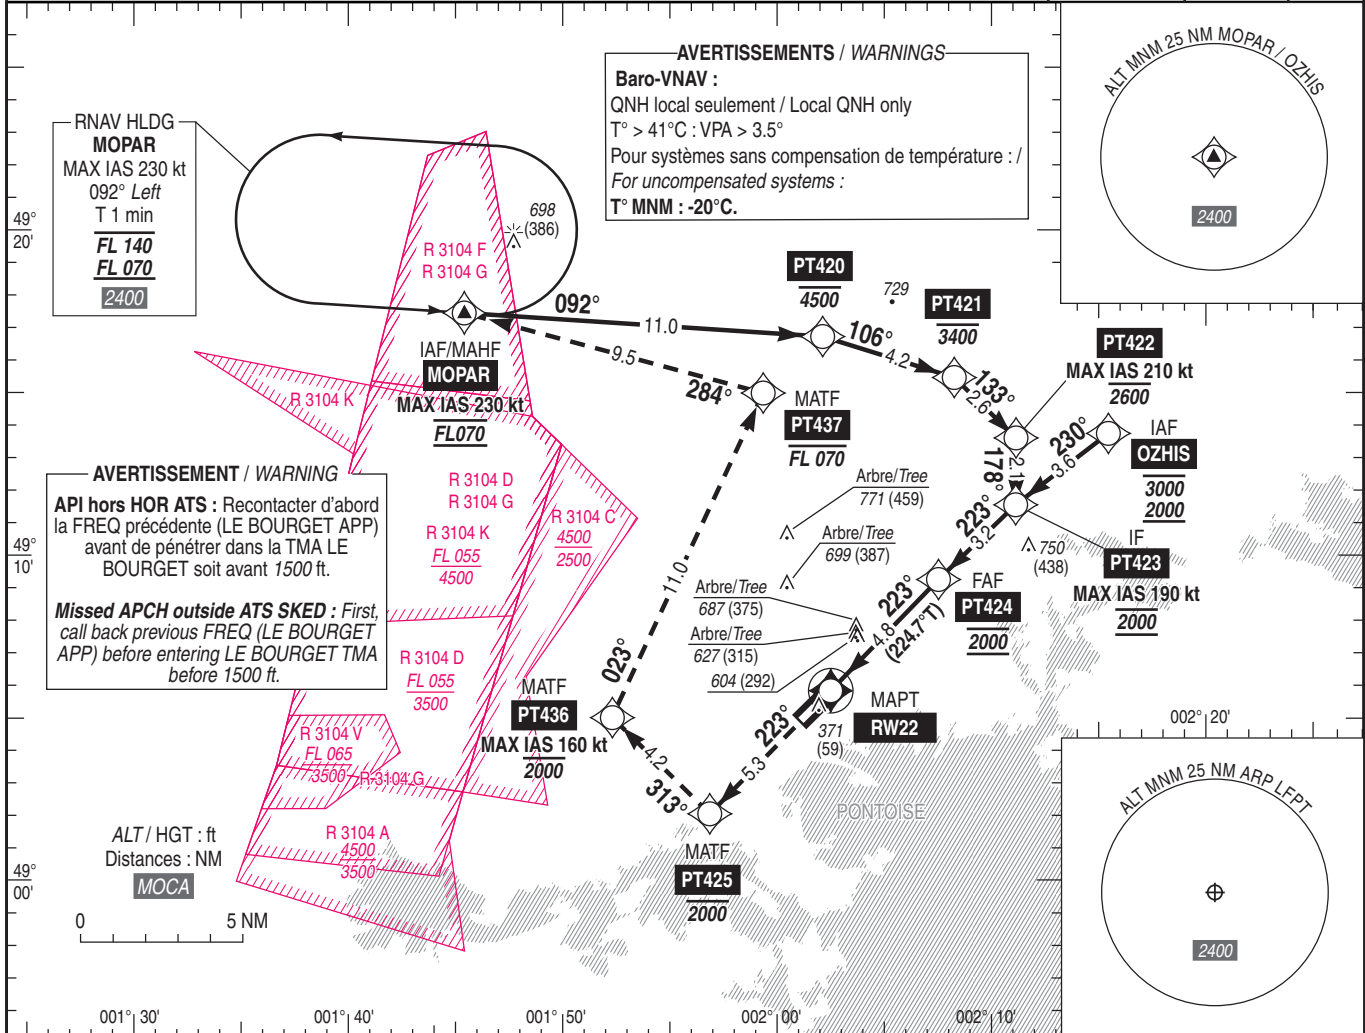 AVERTISSEMENTS / WARNINGS
Baro-VNAV :
QNH local seulement / Local QNH only
T° > 41°C : VPA > 3.5°
Pour systèmes sans compensation de température : /
For uncompensated systems :
T° MNM : -20°C.
ALT MNM 25 NM MOPAR / OZHIS
2400
RNAV HLDG
MOPAR
MAX IAS 230 kt
092° Left
T 1 min
FL 140
FL 070
2400
49°
20'
698
(386)
R 3104 F
R 3104 G
092°
11.0
PT420
4500
729
106°
4.2
PT421
3400
133°
2.6
PT422
MAX IAS 210 kt
2600
IAF/MAHF
MOPAR
MAX IAS 230 kt
FL070
9.5
284°
MATF
PT437
FL 070
178°
2.1
230°
3.6
IAF
OZHIS
3000
2000
R 3104 K
AVERTISSEMENT / WARNING
API hors HOR ATS : Recontacter d'abord
la FREQ précédente (LE BOURGET APP)
avant de pénétrer dans la TMA LE
BOURGET soit avant 1500 ft.
Missed APCH outside ATS SKED : First,
call back previous FREQ (LE BOURGET
APP) before entering LE BOURGET TMA
before 1500 ft.
R 3104 D
R 3104 G
R 3104 K
FL 055
4500
R 3104 C
4500
2500
Arbre/Tree
771 (459)
Arbre/Tree
699 (387)
Arbre/Tree
687 (375)
Arbre/Tree
627 (315)
604 (292)
223°
3.2
750
(438)
IF
PT423
MAX IAS 190 kt
2000
49°
10'
FAF
PT424
2000
223°
4.8
(224.7°T)
11.0
023°
R 3104 D
FL 055
3500
MATF
PT436
MAX IAS 160 kt
2000
MAPT
RW22
371
(59)
223°
5.3
002° 20'
R 3104 V
FL 065
3500
R 3104 G
4.2
313°
PONTOISE
ALT MNM 25 NM ARP LFPT
2400
R 3104 A
4500
3500
MATF
PT425
2000
ALT / HGT : ft
Distances : NM
MOCA
0 5 NM
49°
00'
001° 30' 001° 40' 001° 50' 002° 00' 002° 10'